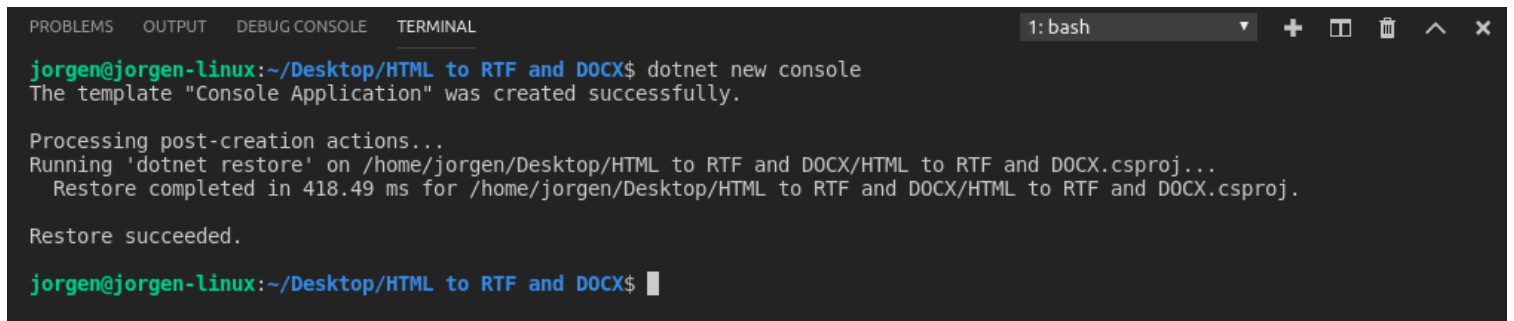 PROBLEMS OUTPUT DEBUG CONSOLE TERMINAL 1: bash
jorgen@jorgen-linux:~/Desktop/HTML to RTF and DOCX$ dotnet new console
The template "Console Application" was created successfully.
Processing post-creation actions...
Running 'dotnet restore' on /home/jorgen/Desktop/HTML to RTF and DOCX/HTML to RTF and DOCX.csproj...
Restore completed in 418.49 ms for /home/jorgen/Desktop/HTML to RTF and DOCX/HTML to RTF and DOCX.csproj.
Restore succeeded.
jorgen@jorgen-linux:~/Desktop/HTML to RTF and DOCX$